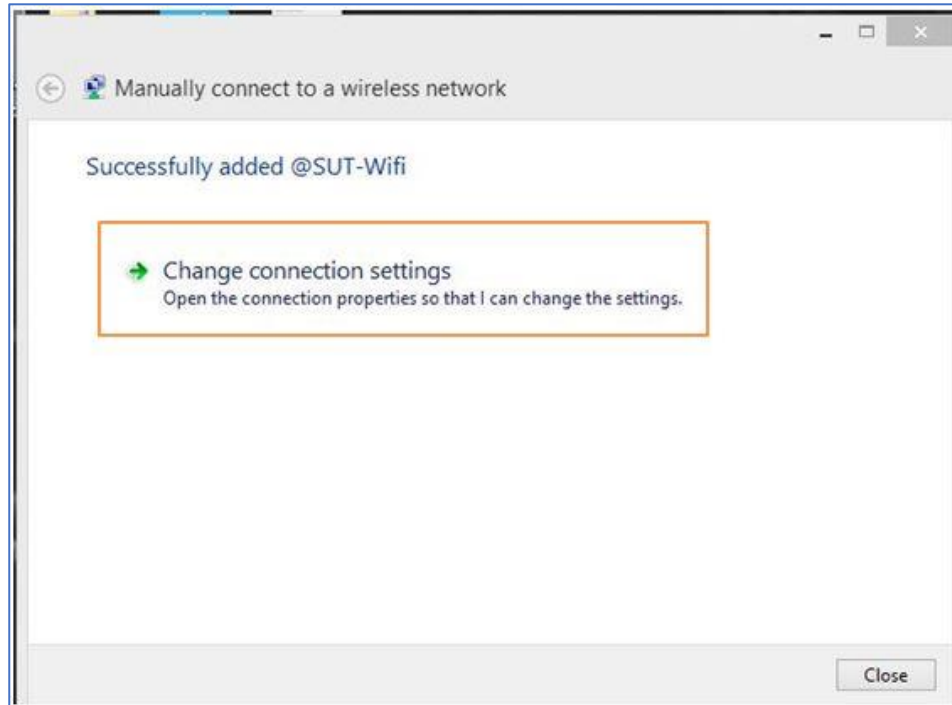 Manually connect to a wireless network
Successfully added @SUT-Wifi
Change connection settings
Open the connection properties so that I can change the settings.
Close